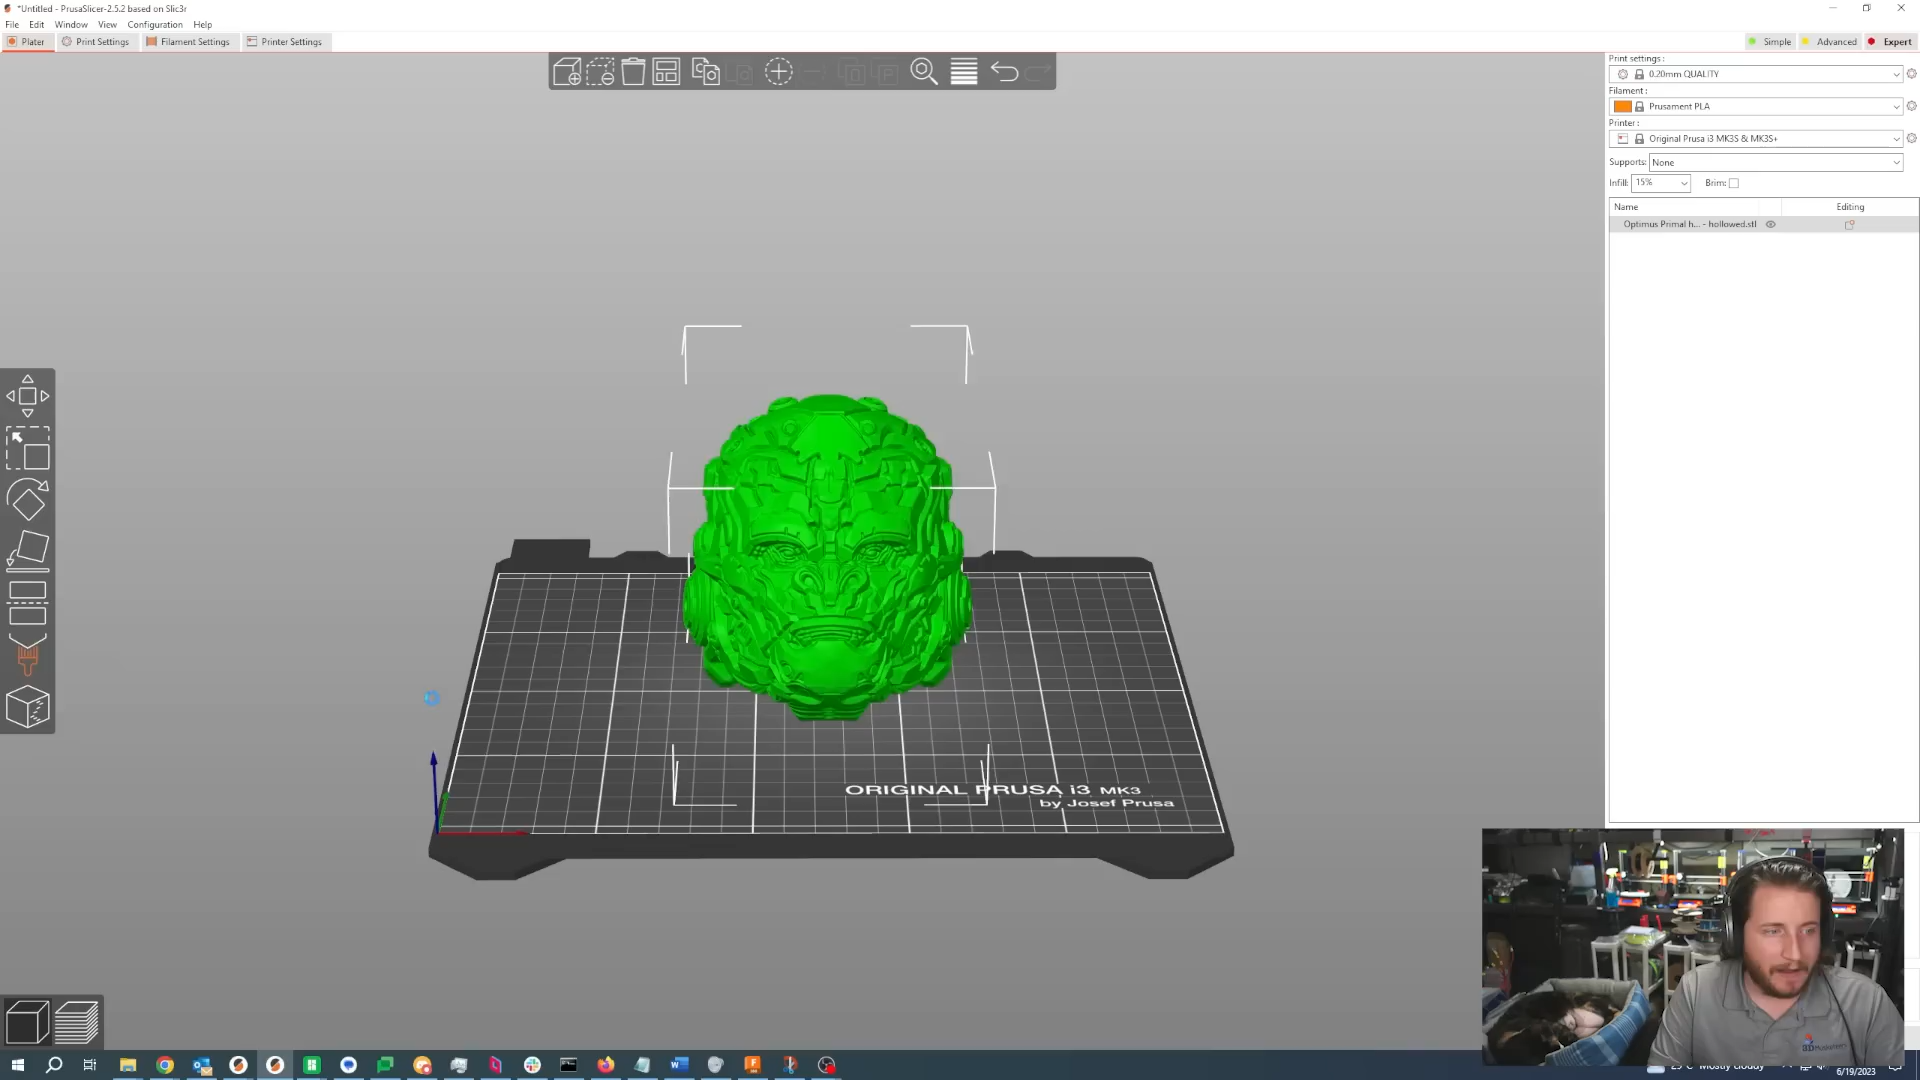 *Untitled - PrusaSlicer-2.5.2 based on Slic3r
File Edit Window View Configuration Help
Plater Print Settings Filament Settings Printer Settings
Simple Advanced Expert
Print settings :
0.20mm QUALITY
Filament :
Prusament PLA
Printer :
Original Prusa i3 MK3S & MK3S+
Supports: None
Infill: 15% Brim:
Name Editing
Optimus Primal h... - hollowed.stl
ORIGINAL PRUSA i3 MK3
by Josef Prusa
Mostly cloudy
6/19/2023